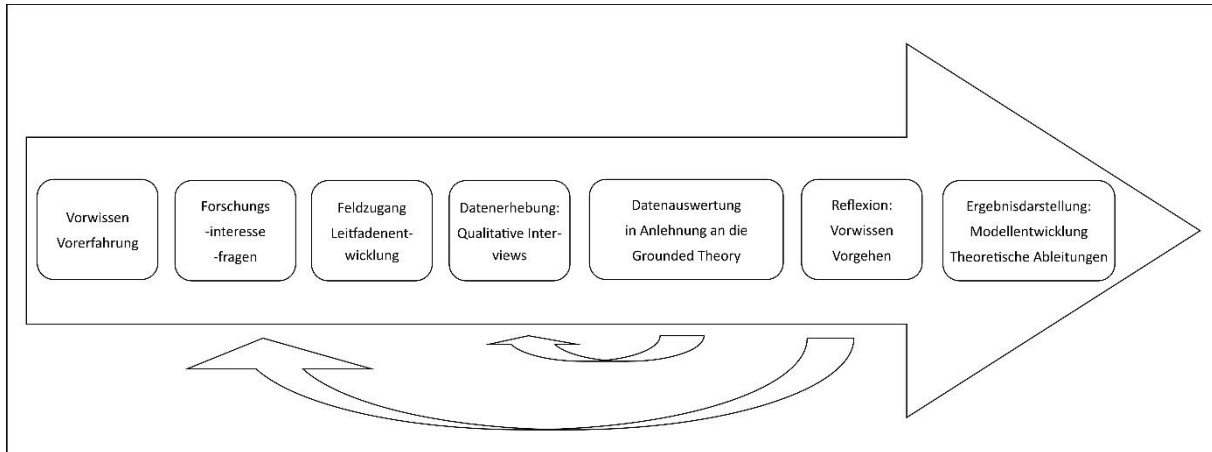 Vorwissen
Vorerfahrung
Forschungs
-interesse
-fragen
Feldzugang
Leitfadenent-
wicklung
Datenerhebung:
Qualitative Inter-
views
Datenauswertung
in Anlehnung an die
Grounded Theory
Reflexion:
Vorwissen
Vorgehen
Ergebnisdarstellung:
Modellentwicklung
Theoretische Ableitungen